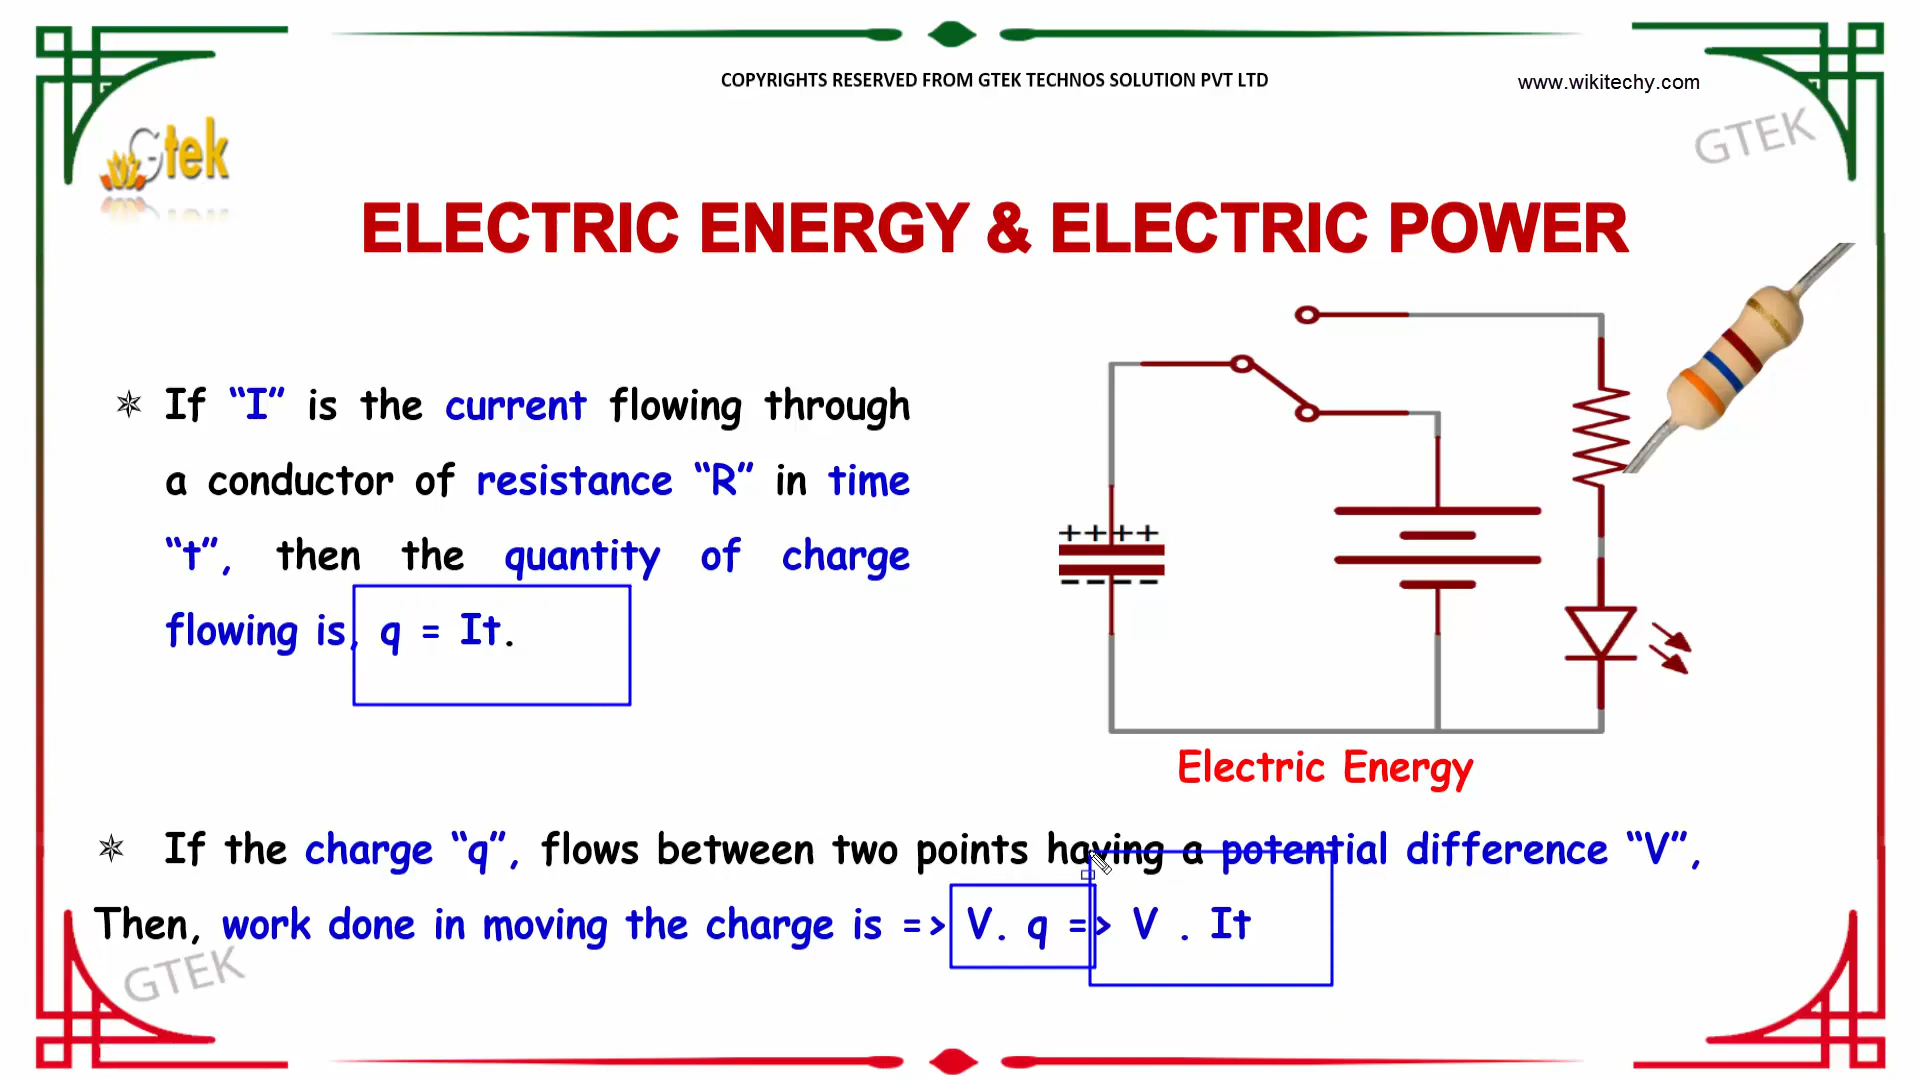 COPYRIGHTS RESERVED FROM GTEK TECHNOS SOLUTION PVT LTD
www.wikitechy.com
Gtek
GTEK
ELECTRIC ENERGY & ELECTRIC POWER
✵ If “I” is the current flowing through
a conductor of resistance “R” in time
“t”, then the quantity of charge
flowing is, q = It.
++++
Electric Energy
✵ If the charge “q”, flows between two points having a potential difference “V”,
Then, work done in moving the charge is => V. q => V . It
GTEK